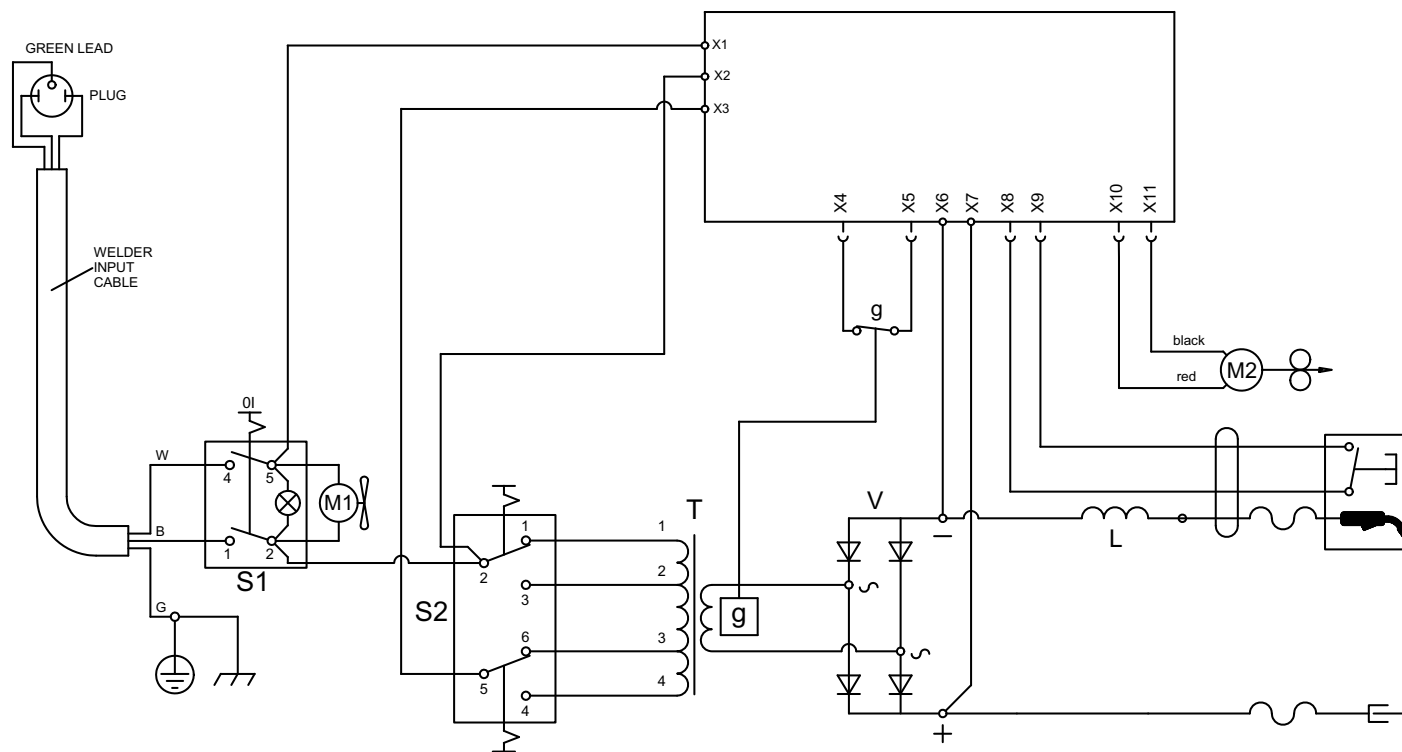 GREEN LEAD
PLUG
X1
X2
X3
X4
X5
X6
X7
X8
X9
X10
X11
WELDER
INPUT
CABLE
g
black
red
M2
0I
W
4
5
M1
B
1
2
S1
G
S2
1
2
3
6
5
4
T
1
2
3
4
g
V
−
L
+